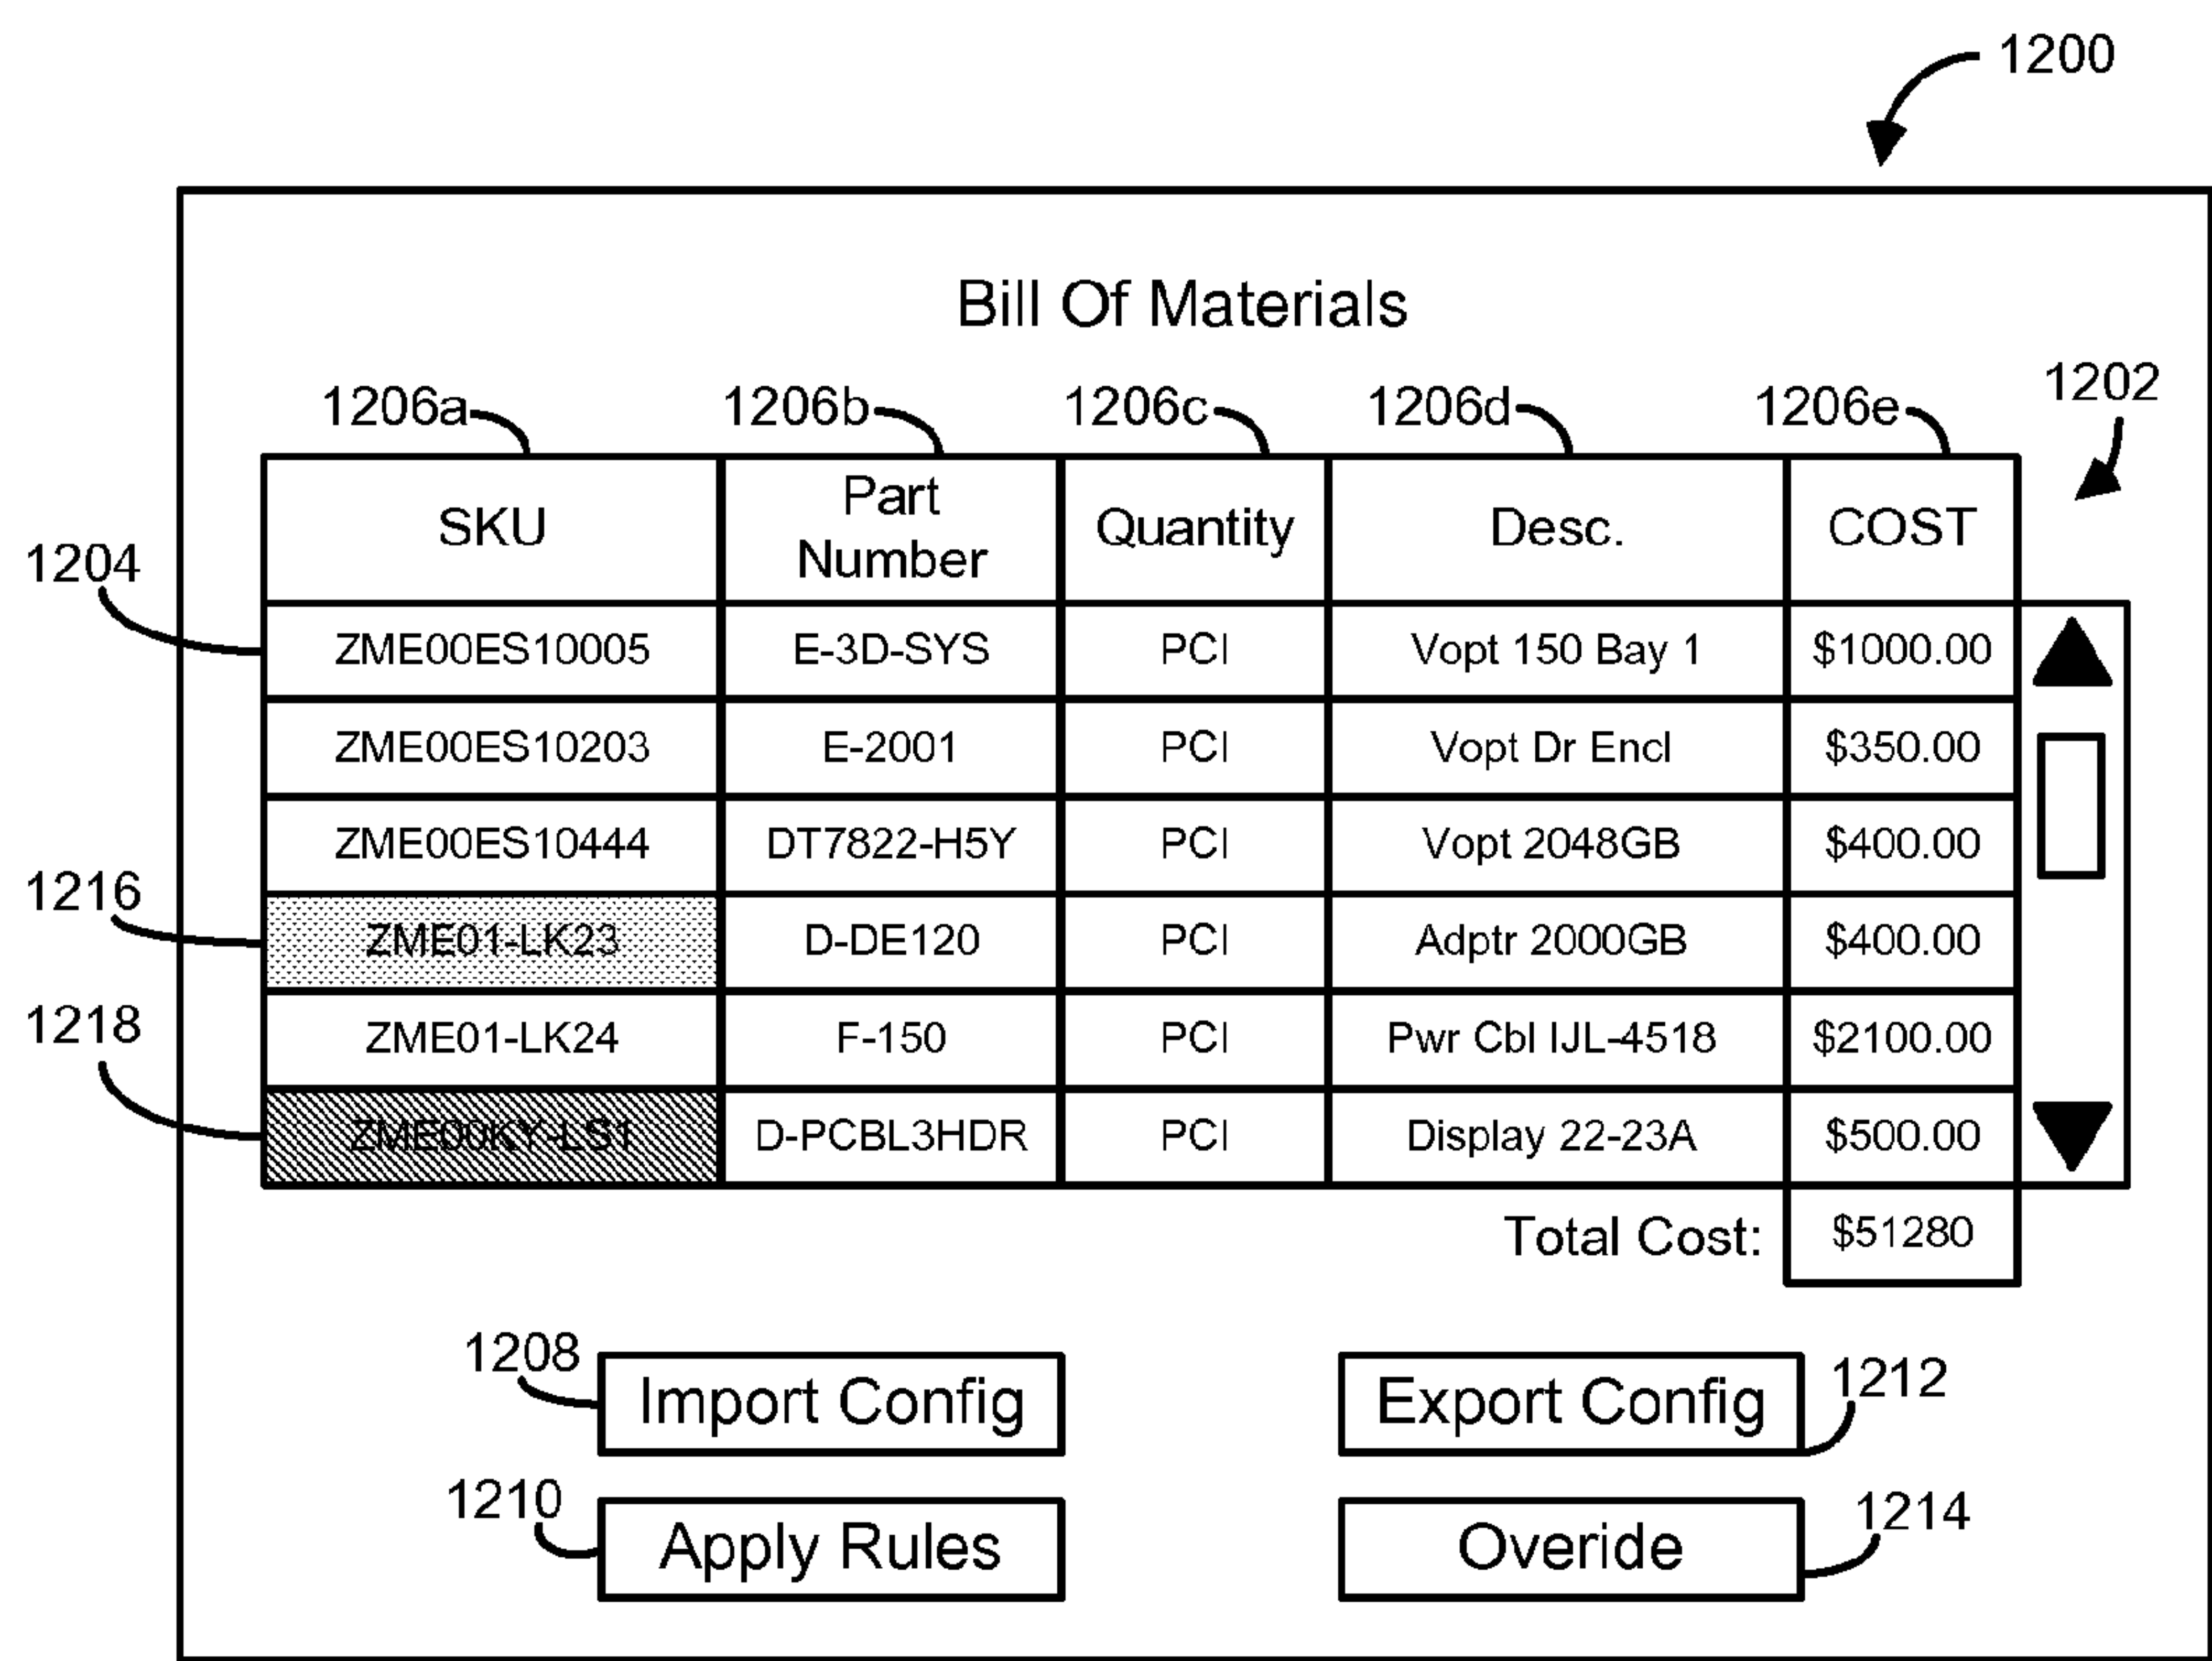 1200
Bill Of Materials
1202
1206a 1206b 1206c 1206d 1206e
SKU Part Number Quantity Desc. COST
1204
ZME00ES10005 E-3D-SYS PCI Vopt 150 Bay 1 $1000.00
ZME00ES10203 E-2001 PCI Vopt Dr Encl $350.00
ZME00ES10444 DT7822-H5Y PCI Vopt 2048GB $400.00
1216
ZME01-LK23 D-DE120 PCI Adptr 2000GB $400.00
1218
ZME01-LK24 F-150 PCI Pwr Cbl IJL-4518 $2100.00
ZME00KY-LS1 D-PCBL3HDR PCI Display 22-23A $500.00
Total Cost: $51280
1208 Import Config Export Config 1212
1210 Apply Rules Overide 1214